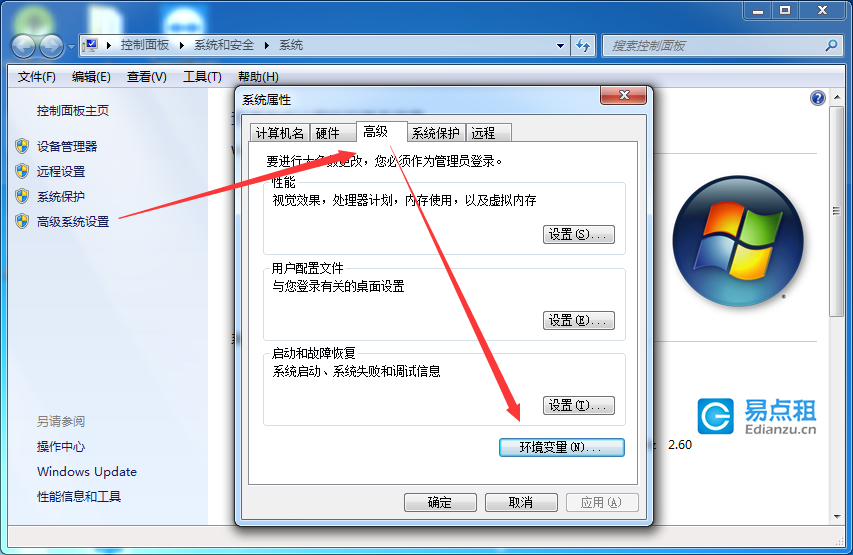 控制面板 系统和安全 系统
搜索控制面板
文件(F) 编辑(E) 查看(V) 工具(T) 帮助(H)
控制面板主页
设备管理器
远程设置
系统保护
高级系统设置
另请参阅
操作中心
Windows Update
性能信息和工具
系统属性
计算机名 硬件 高级 系统保护 远程
要进行大多数更改，您必须作为管理员登录。
性能
视觉效果，处理器计划，内存使用，以及虚拟内存
设置(S)...
用户配置文件
与您登录有关的桌面设置
设置(E)...
启动和故障恢复
系统启动、系统失败和调试信息
设置(T)...
环境变量(N)...
确定 取消 应用(A)
2.60
易点租
Edianzu.cn